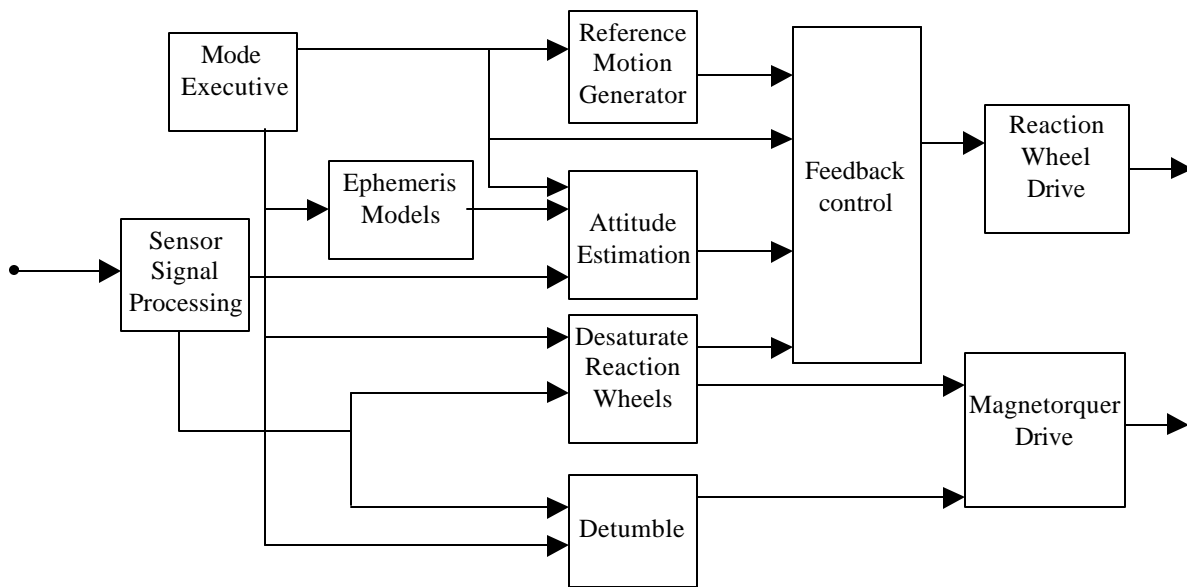 Mode
Executive
Reference
Motion
Generator
Feedback
control
Reaction
Wheel
Drive
Ephemeris
Models
Attitude
Estimation
Sensor
Signal
Processing
Desaturate
Reaction
Wheels
Magnetorquer
Drive
Detumble